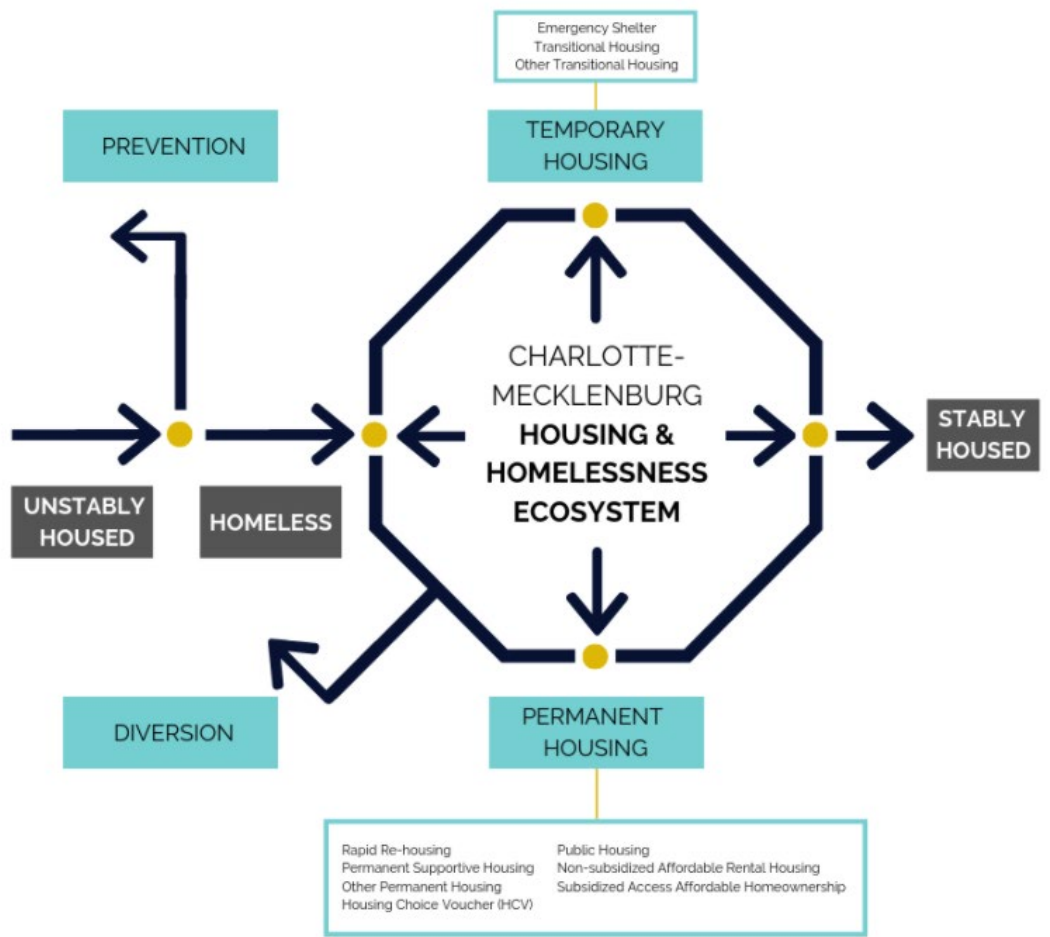 Emergency Shelter
Transitional Housing
Other Transitional Housing
PREVENTION
TEMPORARY
HOUSING
CHARLOTTE-
MECKLENBURG
HOUSING &
HOMELESSNESS
ECOSYSTEM
UNSTABLY
HOUSED
HOMELESS
STABLY
HOUSED
DIVERSION
PERMANENT
HOUSING
Rapid Re-housing
Permanent Supportive Housing
Other Permanent Housing
Housing Choice Voucher (HCV)
Public Housing
Non-subsidized Affordable Rental Housing
Subsidized Access Affordable Homeownership